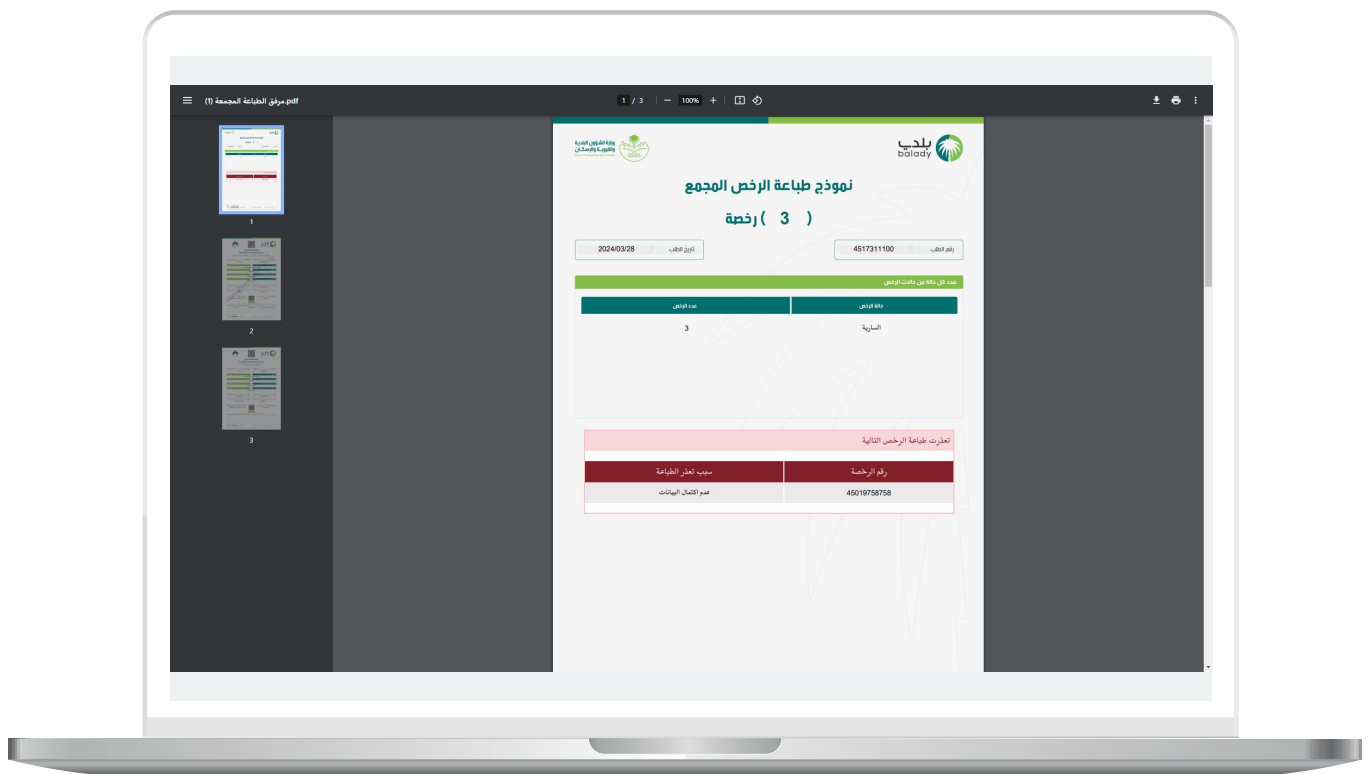 مرفق الطباعة المجمعة (1).pdf
1 / 3
100%
1
2
3
وزارة الشؤون البلدية
والقروية والإسكان
بلدي
balady
نموذج طباعة الرخص المجمع
( 3 ) رخصة
رقم الطلب 4517311100
تاريخ الطلب 2024/03/28
عدد كل حالة من حالات الرخص
حالة الرخص عدد الرخص
السارية 3
تعذرت طباعة الرخص التالية
رقم الرخصة سبب تعذر الطباعة
45019758758 عدم اكتمال البيانات